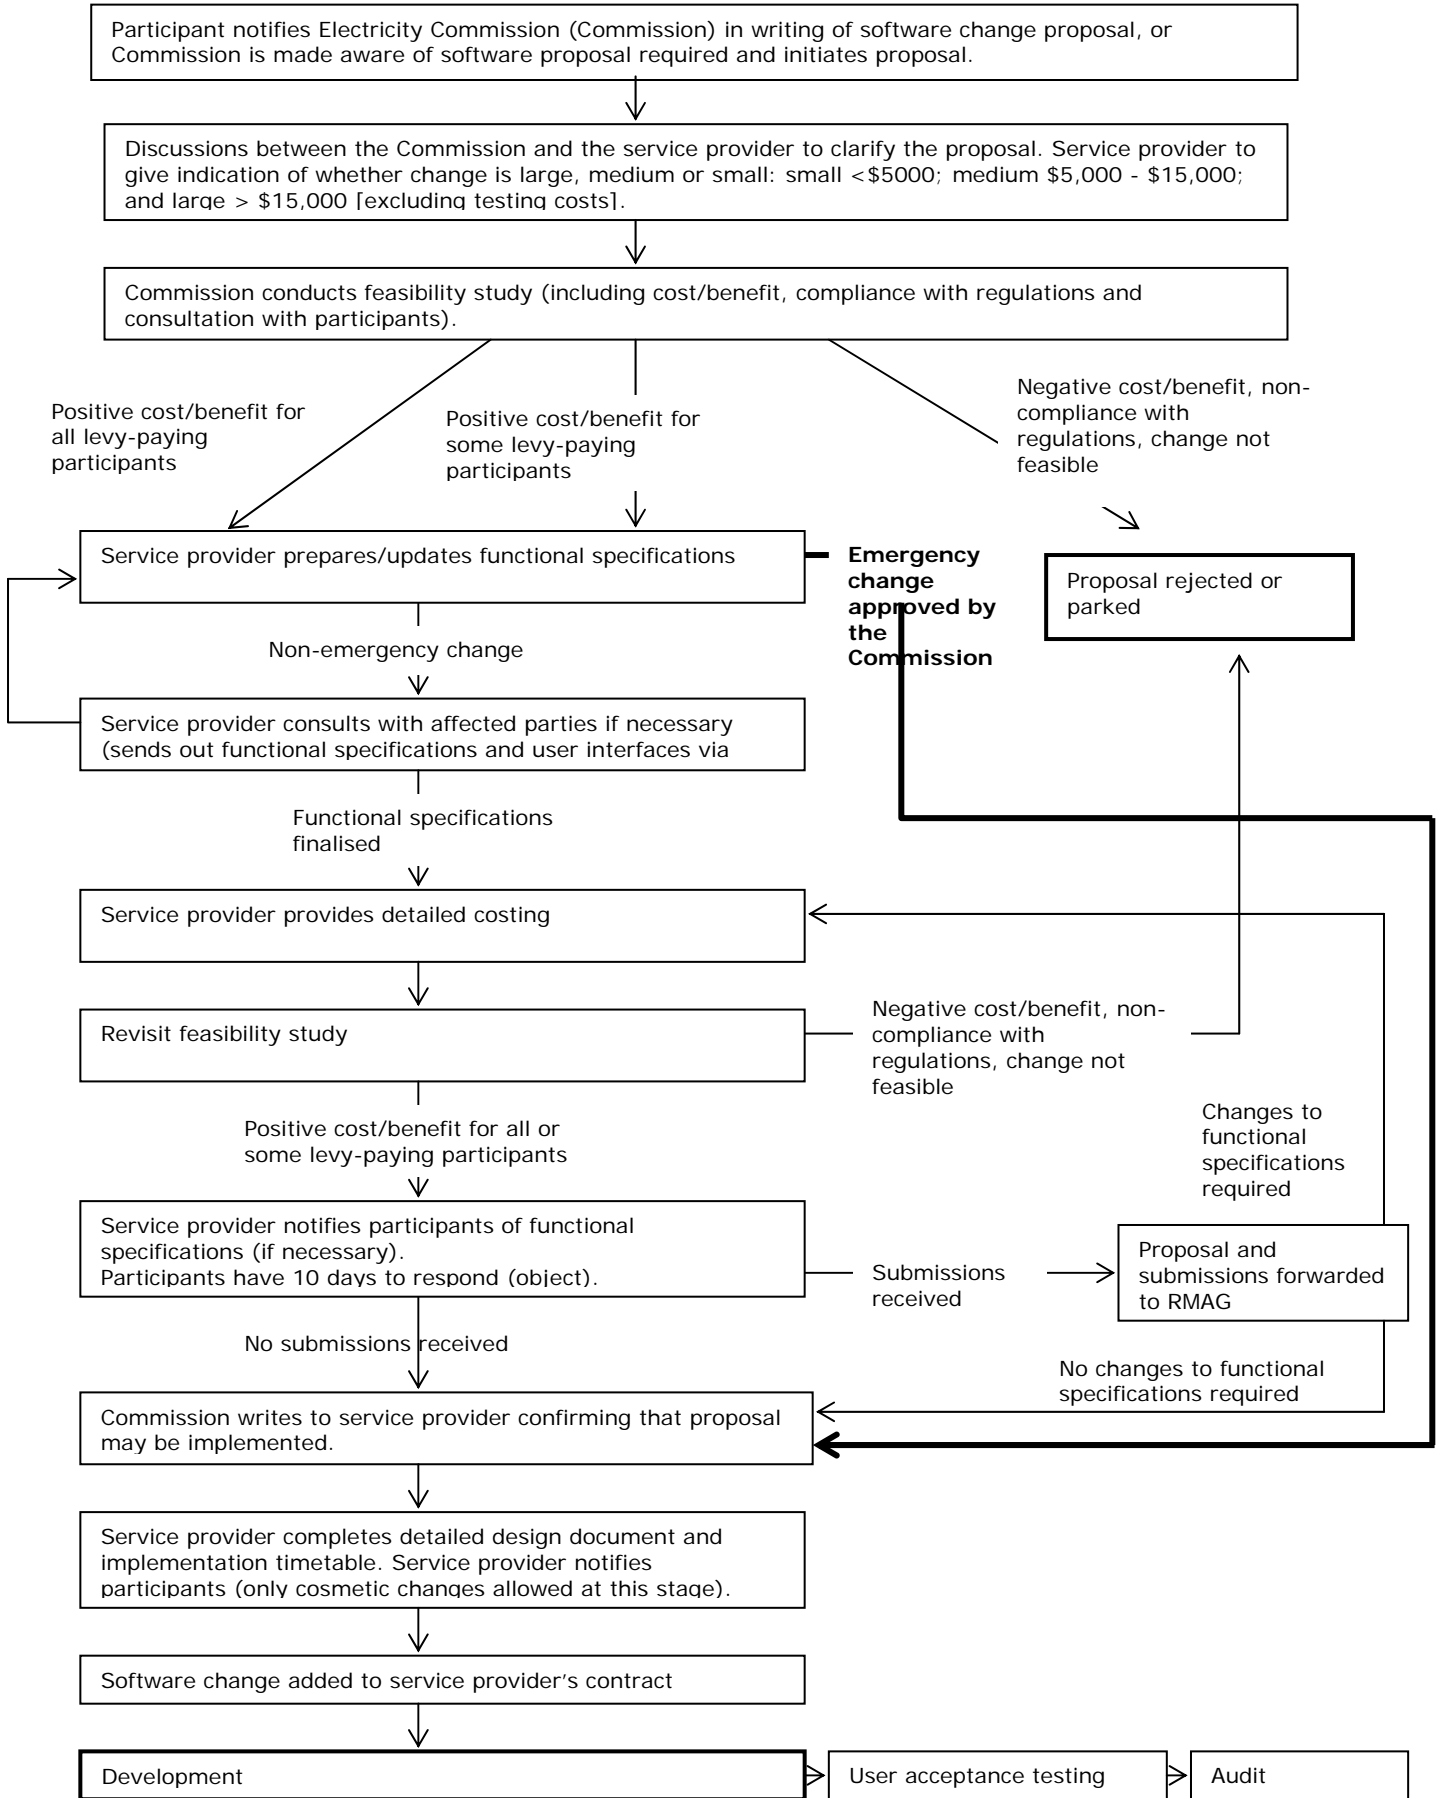 Participant notifies Electricity Commission (Commission) in writing of software change proposal, or
Commission is made aware of software proposal required and initiates proposal.
Discussions between the Commission and the service provider to clarify the proposal. Service provider to
give indication of whether change is large, medium or small: small <$5000; medium $5,000 - $15,000;
and large > $15,000 [excluding testing costs].
Commission conducts feasibility study (including cost/benefit, compliance with regulations and
consultation with participants).
Positive cost/benefit for
all levy-paying
participants
Positive cost/benefit for
some levy-paying
participants
Negative cost/benefit, non-
compliance with
regulations, change not
feasible
Service provider prepares/updates functional specifications
Emergency
change
approved by
the
Commission
Proposal rejected or
parked
Non-emergency change
Service provider consults with affected parties if necessary
(sends out functional specifications and user interfaces via
Functional specifications
finalised
Service provider provides detailed costing
Revisit feasibility study
Negative cost/benefit, non-
compliance with
regulations, change not
feasible
Changes to
functional
specifications
required
Positive cost/benefit for all or
some levy-paying participants
Service provider notifies participants of functional
specifications (if necessary).
Participants have 10 days to respond (object).
Submissions
received
Proposal and
submissions forwarded
to RMAG
No submissions received
No changes to functional
specifications required
Commission writes to service provider confirming that proposal
may be implemented.
Service provider completes detailed design document and
implementation timetable. Service provider notifies
participants (only cosmetic changes allowed at this stage).
Software change added to service provider's contract
Development
User acceptance testing
Audit